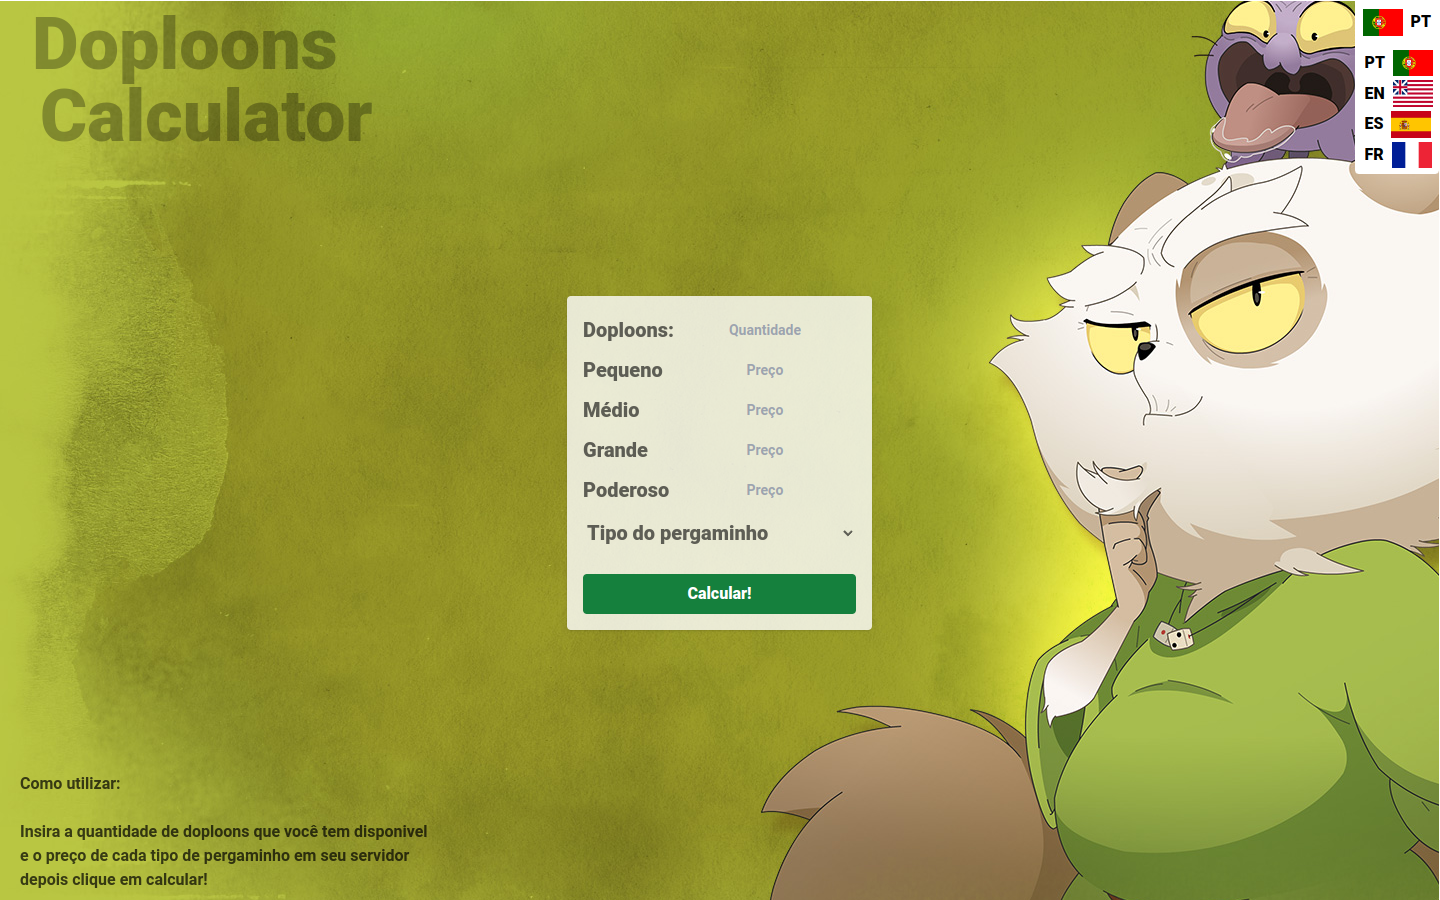 Doploons
Calculator
PT
PT
EN
ES
FR
Doploons: Quantidade
Pequeno Preço
Médio Preço
Grande Preço
Poderoso Preço
Tipo do pergaminho
Calcular!
Como utilizar:
Insira a quantidade de doploons que você tem disponivel
e o preço de cada tipo de pergaminho em seu servidor
depois clique em calcular!